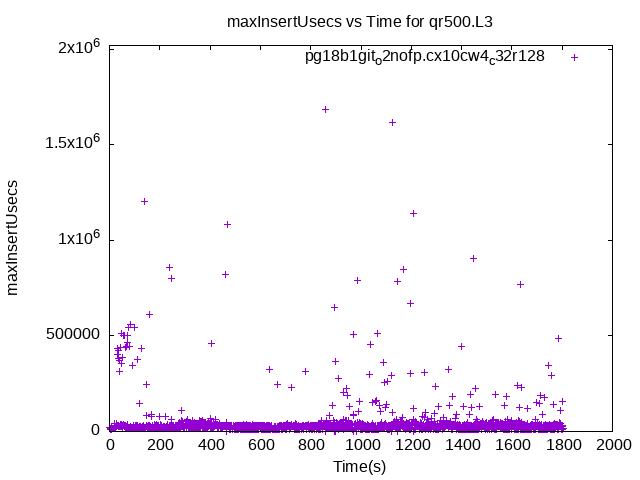 maxInsertUsecs vs Time for qr500.L3
pg18b1git_o2nofp.cx10cw4_c32r128
2x10^6
1.5x10^6
1x10^6
500000
0
maxInsertUsecs
0 200 400 600 800 1000 1200 1400 1600 1800 2000
Time(s)